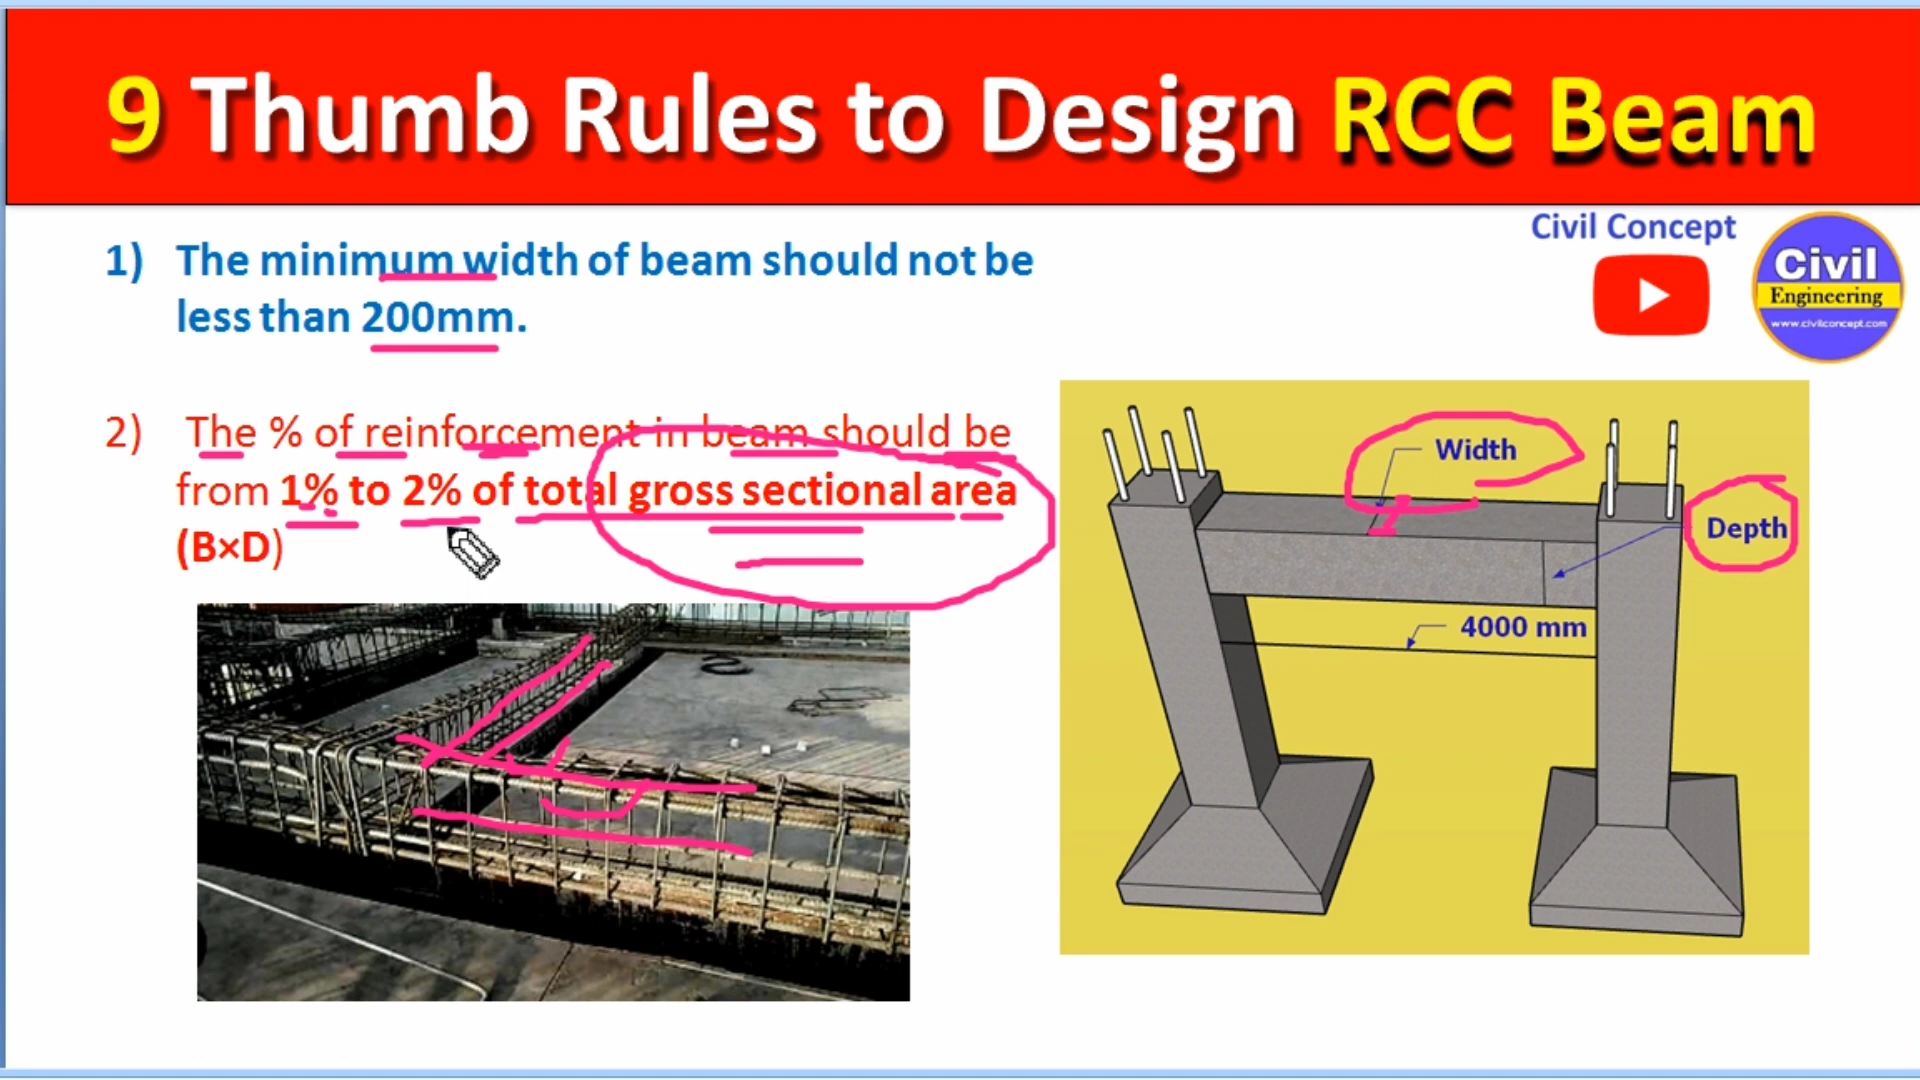 9 Thumb Rules to Design RCC Beam
Civil Concept
Civil
Engineering
www.civilconcept.com
1) The minimum width of beam should not be
less than 200mm.
2) The % of reinforcement in beam should be
from 1% to 2% of total gross sectional area
(B×D)
Width
Depth
4000 mm